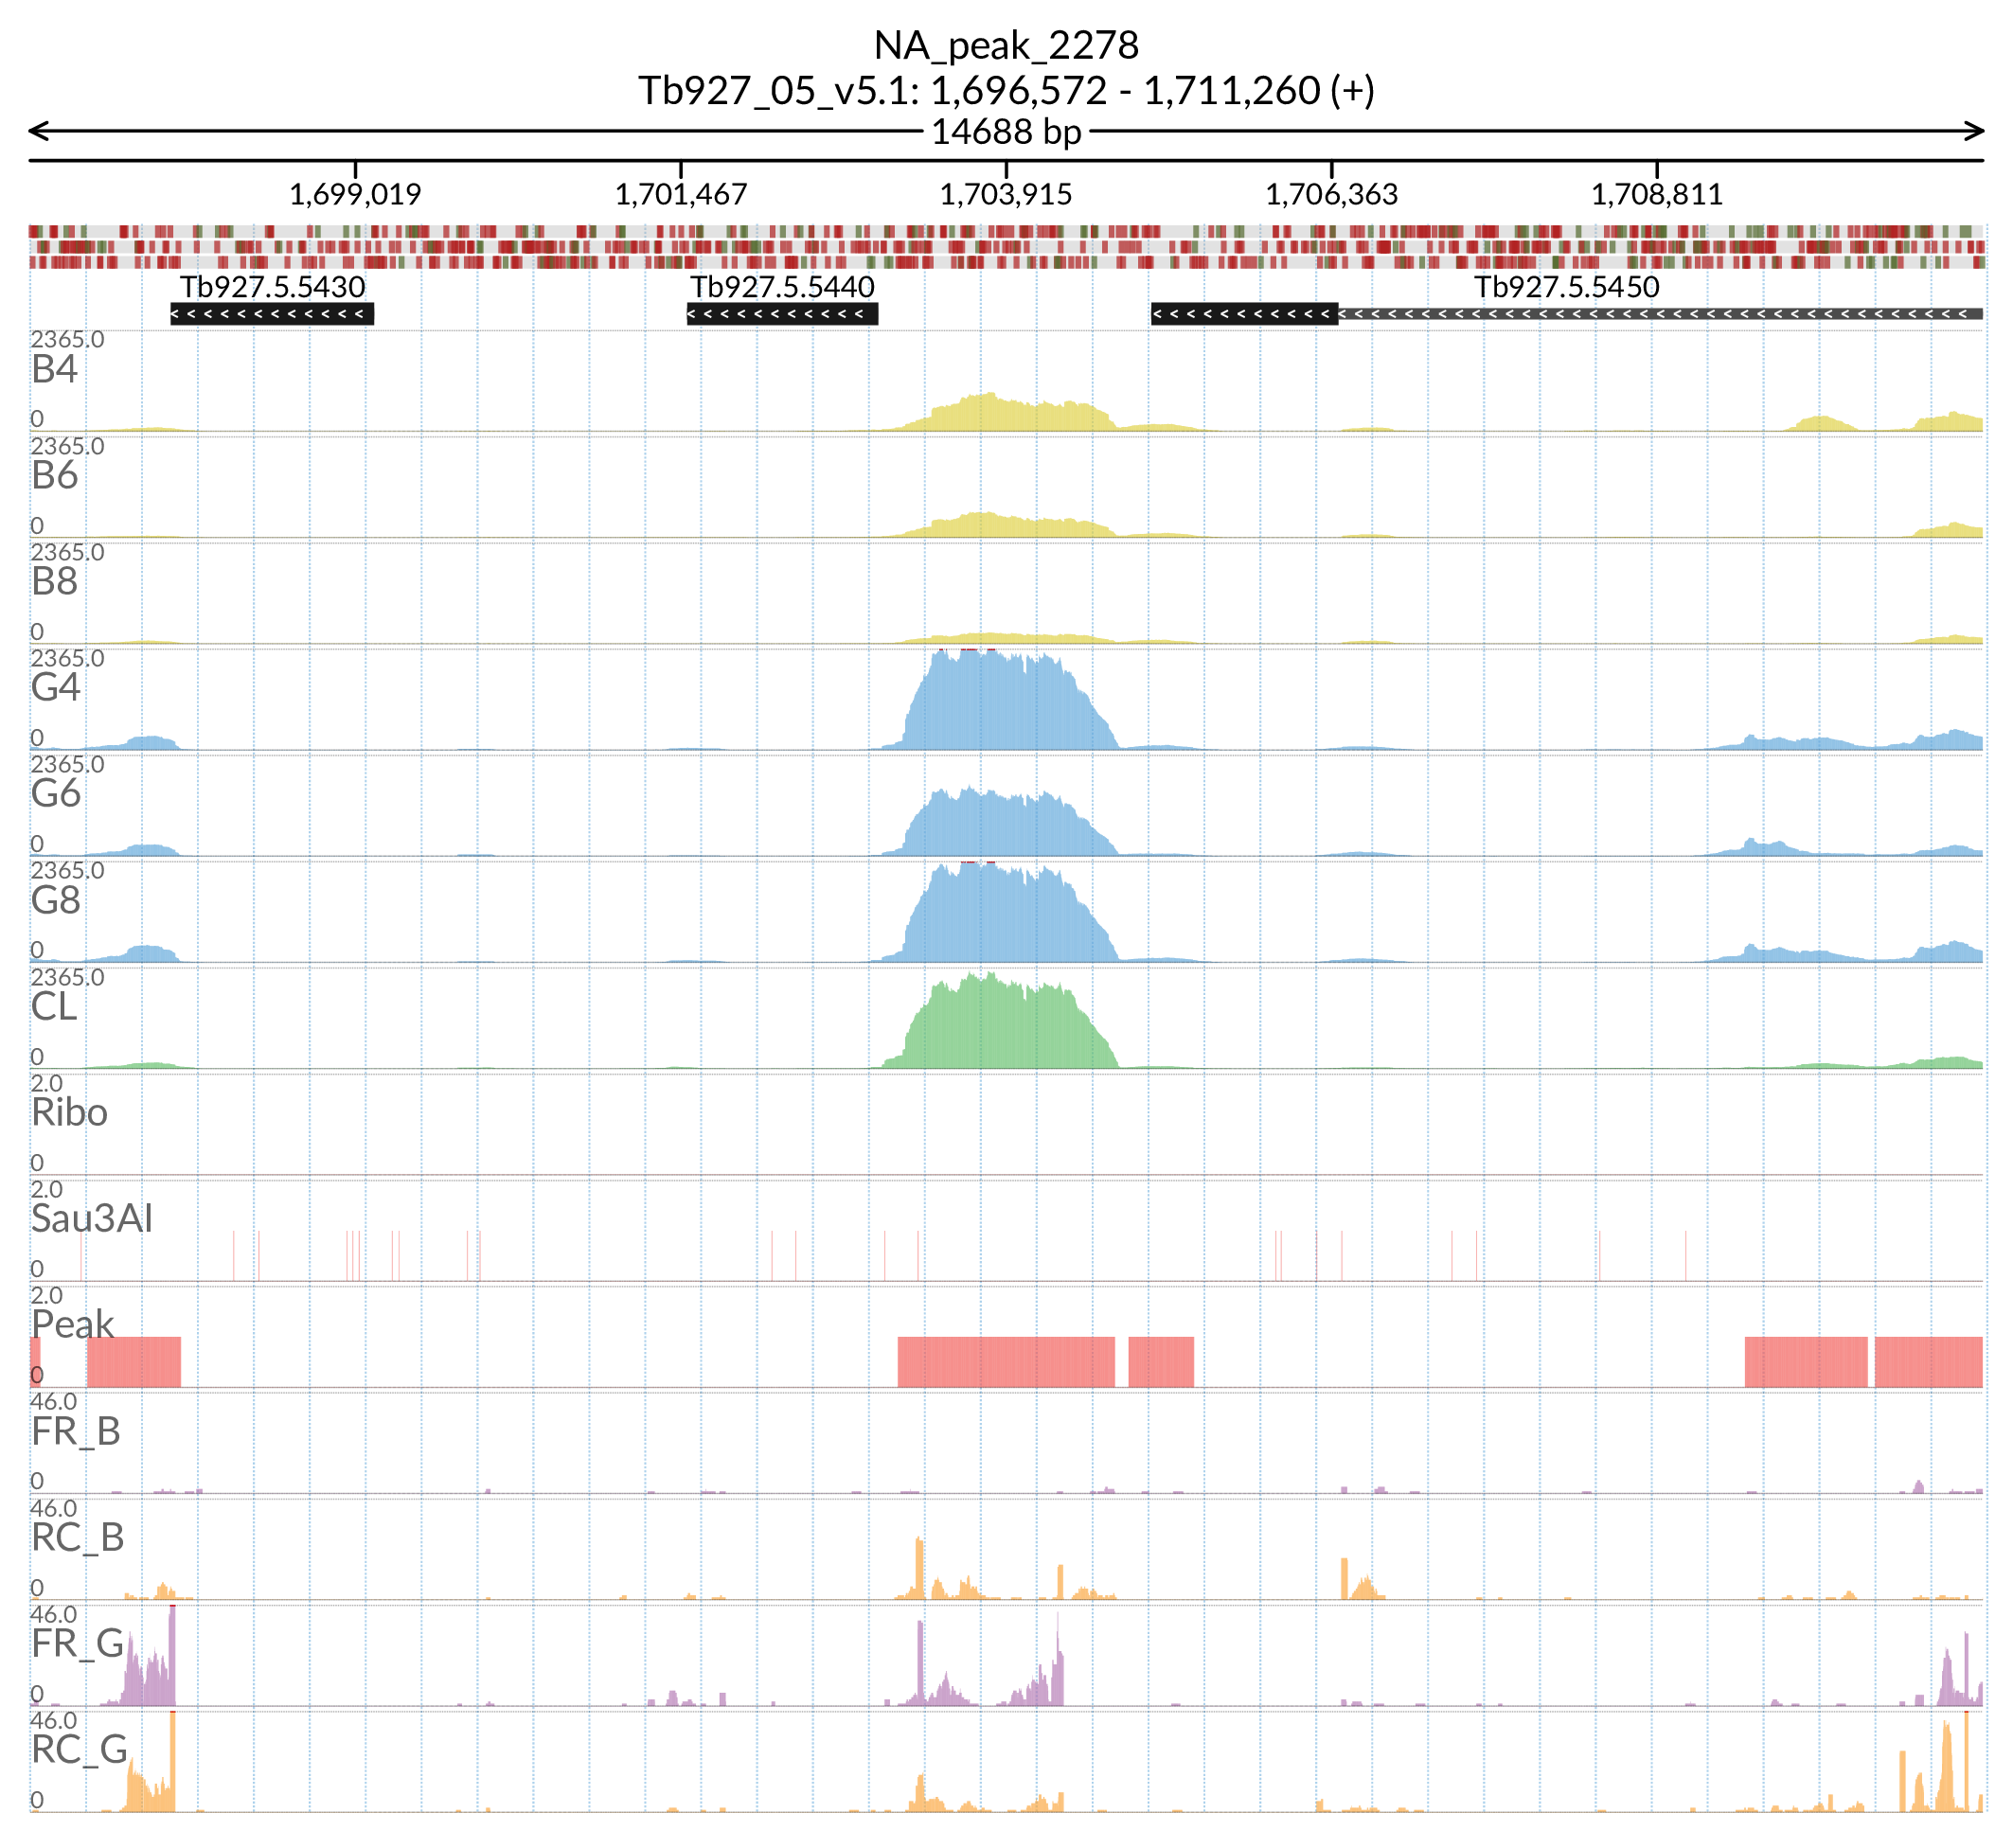 NA_peak_2278
Tb927_05_v5.1: 1,696,572 - 1,711,260 (+)
14688 bp
1,699,019 1,701,467 1,703,915 1,706,363 1,708,811
Tb927.5.5430 Tb927.5.5440 Tb927.5.5450
2365.0
B4
0
2365.0
B6
0
2365.0
B8
0
2365.0
G4
0
2365.0
G6
0
2365.0
G8
0
2365.0
CL
0
2.0
Ribo
0
2.0
Sau3AI
0
2.0
Peak
0
46.0
FR_B
0
46.0
RC_B
0
46.0
FR_G
0
46.0
RC_G
0